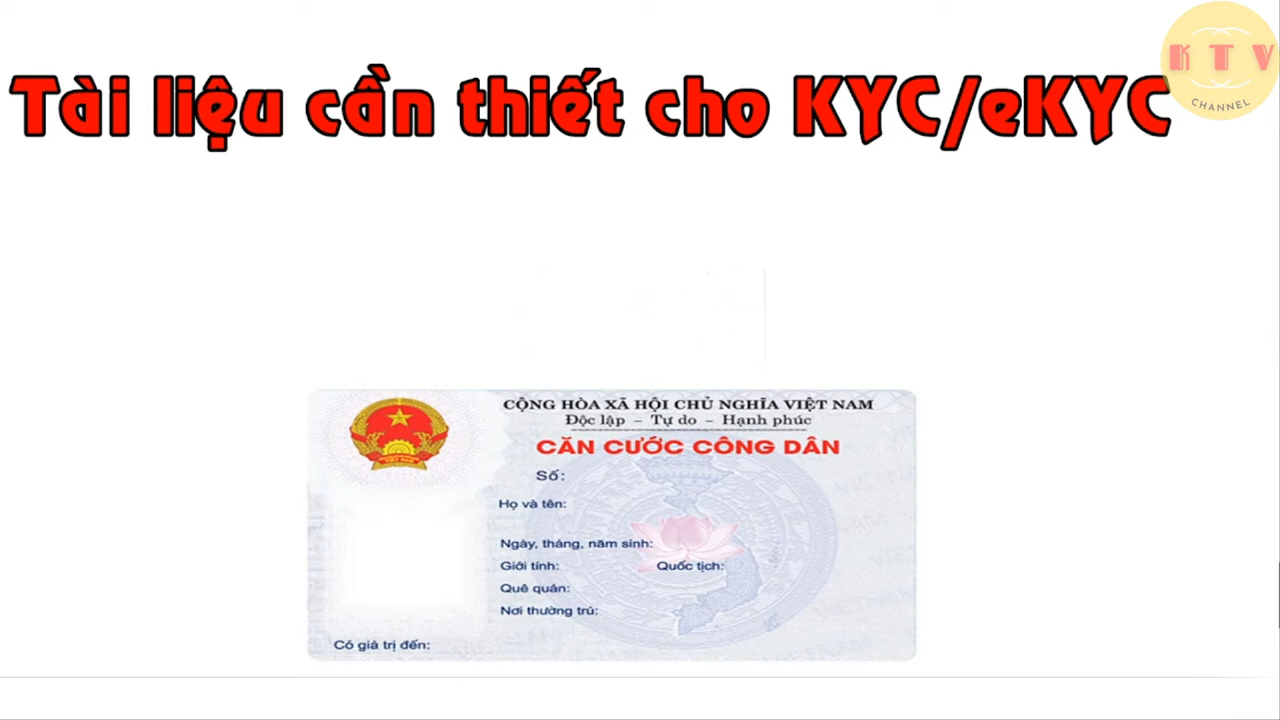 Tài liệu cần thiết cho KYC/eKYC
KTV
CHANNEL
CỘNG HÒA XÃ HỘI CHỦ NGHĨA VIỆT NAM
Độc lập – Tự do – Hạnh phúc
CĂN CƯỚC CÔNG DÂN
Số:
Họ và tên:
Ngày, tháng, năm sinh:
Giới tính: Quốc tịch:
Quê quán:
Nơi thường trú:
Có giá trị đến: